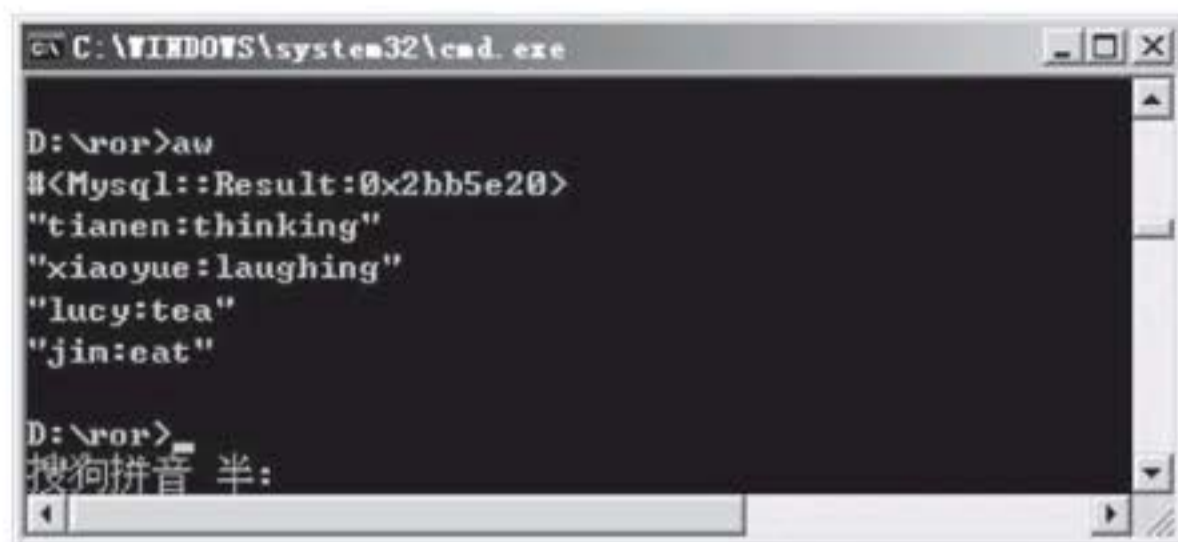 C:\WINDOWS\system32\cmd.exe
D:\ror>aw
#<Mysql::Result:0x2bb5e20>
"tianen:thinking"
"xiaoyue:laughing"
"lucy:tea"
"jim:eat"
D:\ror>_
搜狗拼音 半: